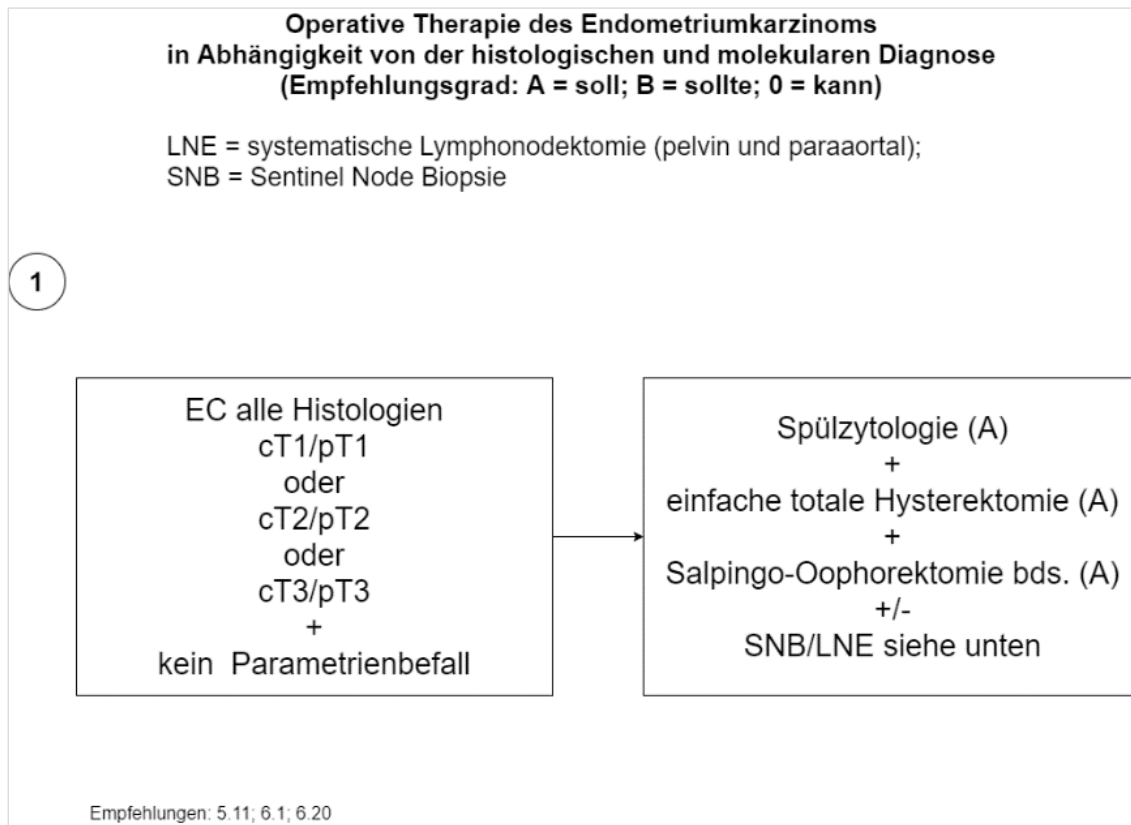 Operative Therapie des Endometriumkarzinoms
in Abhängigkeit von der histologischen und molekularen Diagnose
(Empfehlungsgrad: A = soll; B = sollte; 0 = kann)
LNE = systematische Lymphonodektomie (pelvin und paraaortal);
SNB = Sentinel Node Biopsie
1
EC alle Histologien
cT1/pT1
oder
cT2/pT2
oder
cT3/pT3
+
kein Parametrienbefall
Spülzytologie (A)
+
einfache totale Hysterektomie (A)
+
Salpingo-Oophorektomie bds. (A)
+/-
SNB/LNE siehe unten
Empfehlungen: 5.11; 6.1; 6.20